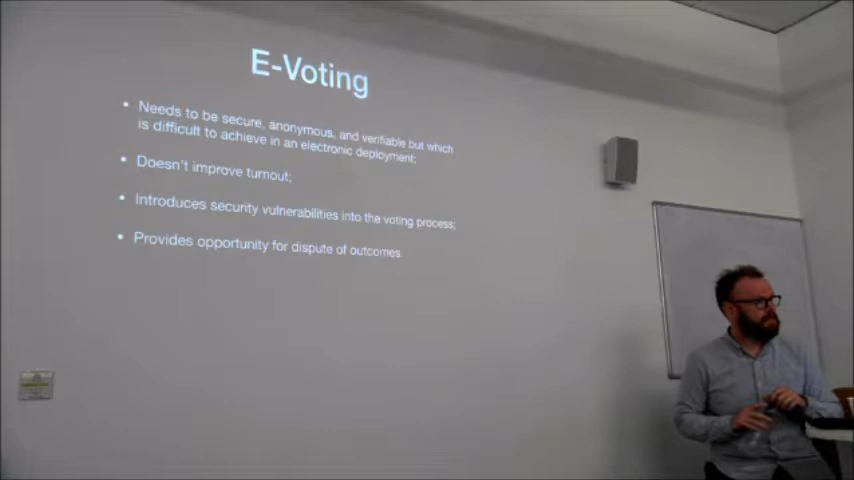 E-Voting
• Needs to be secure, anonymous, and verifiable but which
is difficult to achieve in an electronic deployment;
• Doesn't improve turnout;
• Introduces security vulnerabilities into the voting process;
• Provides opportunity for dispute of outcomes